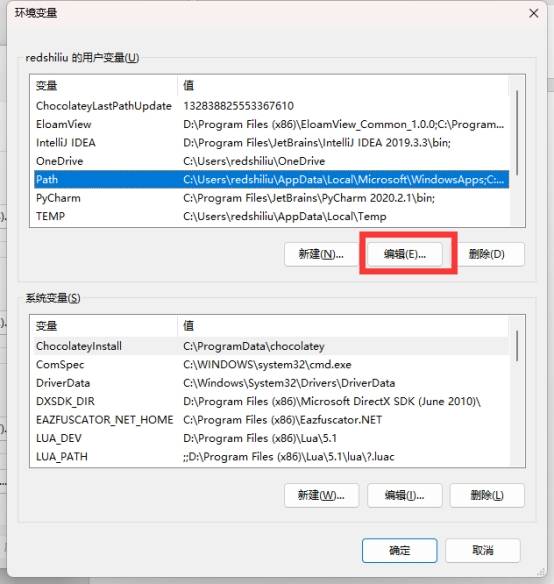 环境变量
redshiliu 的用户变量(U)
变量 值
ChocolateyLastPathUpdate 132838825553367610
EloamView D:\Program Files (x86)\EloamView_Common_1.0.0;C:\Program...
IntelliJ IDEA D:\Program Files\JetBrains\IntelliJ IDEA 2019.3.3\bin;
OneDrive C:\Users\redshiliu\OneDrive
Path C:\Users\redshiliu\AppData\Local\Microsoft\WindowsApps;C:...
PyCharm D:\Program Files\JetBrains\PyCharm 2020.2.1\bin;
TEMP C:\Users\redshiliu\AppData\Local\Temp
新建(N)... 编辑(E)... 删除(D)
系统变量(S)
变量 值
ChocolateyInstall C:\ProgramData\chocolatey
ComSpec C:\WINDOWS\system32\cmd.exe
DriverData C:\Windows\System32\Drivers\DriverData
DXSDK_DIR D:\Program Files (x86)\Microsoft DirectX SDK (June 2010)\
EAZFUSCATOR_NET_HOME C:\Program Files (x86)\Eazfuscator.NET
LUA_DEV D:\Program Files (x86)\Lua\5.1
LUA_PATH ;;D:\Program Files (x86)\Lua\5.1\lua\?.luac
新建(W)... 编辑(I)... 删除(L)
确定 取消